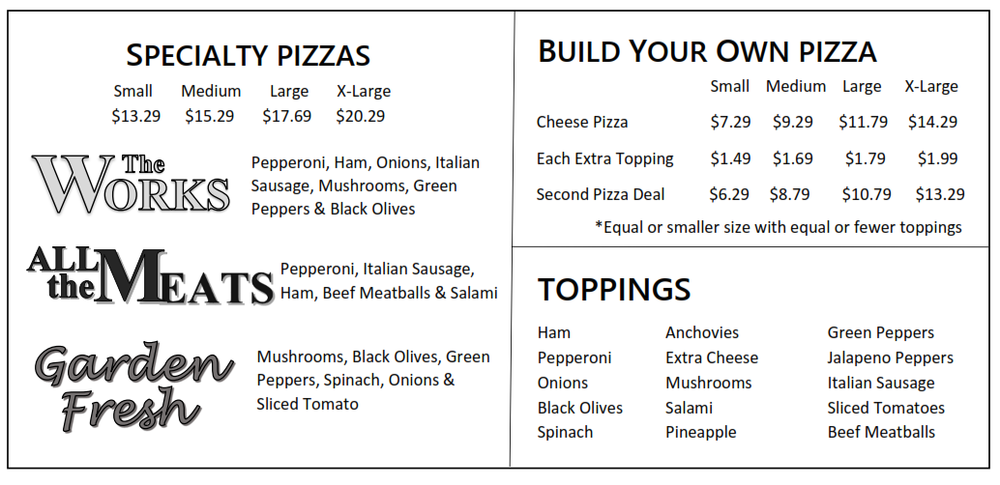 SPECIALTY PIZZAS
Small Medium Large X-Large
$13.29 $15.29 $17.69 $20.29
The WORKS
Pepperoni, Ham, Onions, Italian
Sausage, Mushrooms, Green
Peppers & Black Olives
ALL the MEATS
Pepperoni, Italian Sausage,
Ham, Beef Meatballs & Salami
Garden
Fresh
Mushrooms, Black Olives, Green
Peppers, Spinach, Onions &
Sliced Tomato
BUILD YOUR OWN PIZZA
Small Medium Large X-Large
Cheese Pizza $7.29 $9.29 $11.79 $14.29
Each Extra Topping $1.49 $1.69 $1.79 $1.99
Second Pizza Deal $6.29 $8.79 $10.79 $13.29
*Equal or smaller size with equal or fewer toppings
TOPPINGS
Ham Anchovies Green Peppers
Pepperoni Extra Cheese Jalapeno Peppers
Onions Mushrooms Italian Sausage
Black Olives Salami Sliced Tomatoes
Spinach Pineapple Beef Meatballs